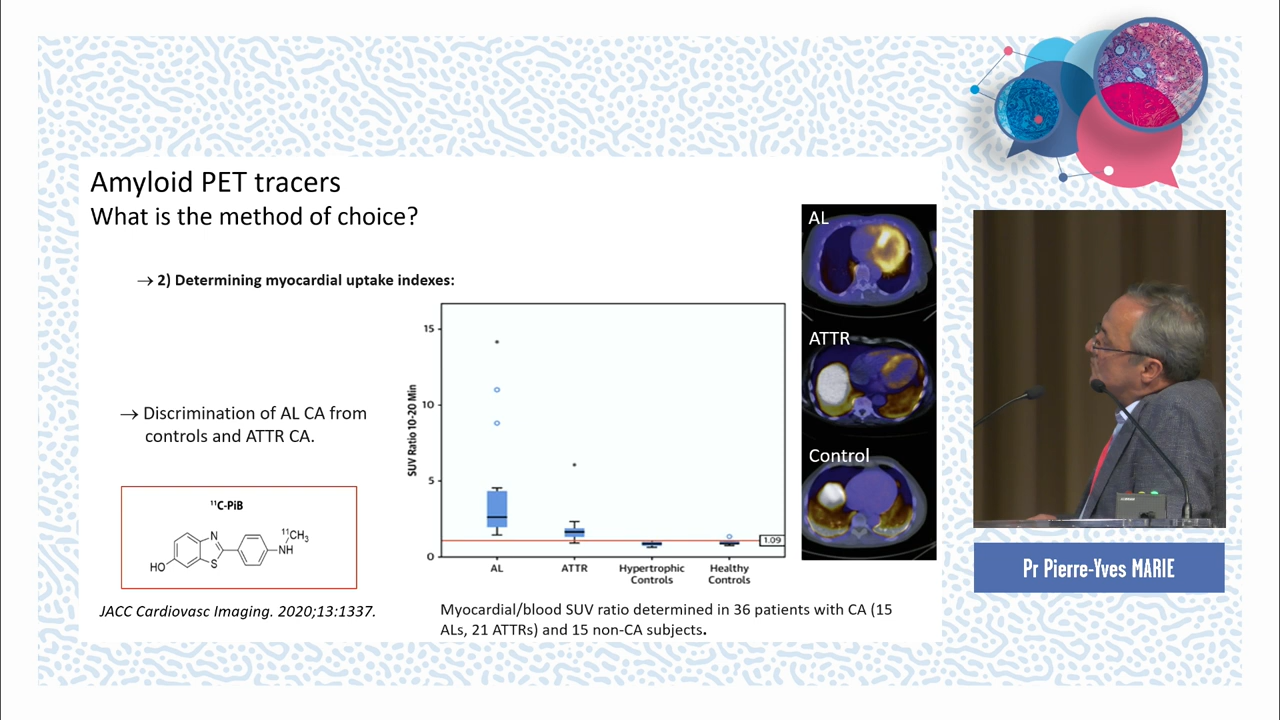 Amyloid PET tracers
What is the method of choice?
→ 2) Determining myocardial uptake indexes:
→ Discrimination of AL CA from
controls and ATTR CA.
¹¹C-PiB
N
S
HO
NH
¹¹CH₃
JACC Cardiovasc Imaging. 2020;13:1337.
SUV Ratio 10-20 Min
15
10
5
0
1.09
AL
ATTR
Hypertrophic
Controls
Healthy
Controls
Myocardial/blood SUV ratio determined in 36 patients with CA (15
ALs, 21 ATTRs) and 15 non-CA subjects.
AL
ATTR
Control
Pr Pierre-Yves MARIE